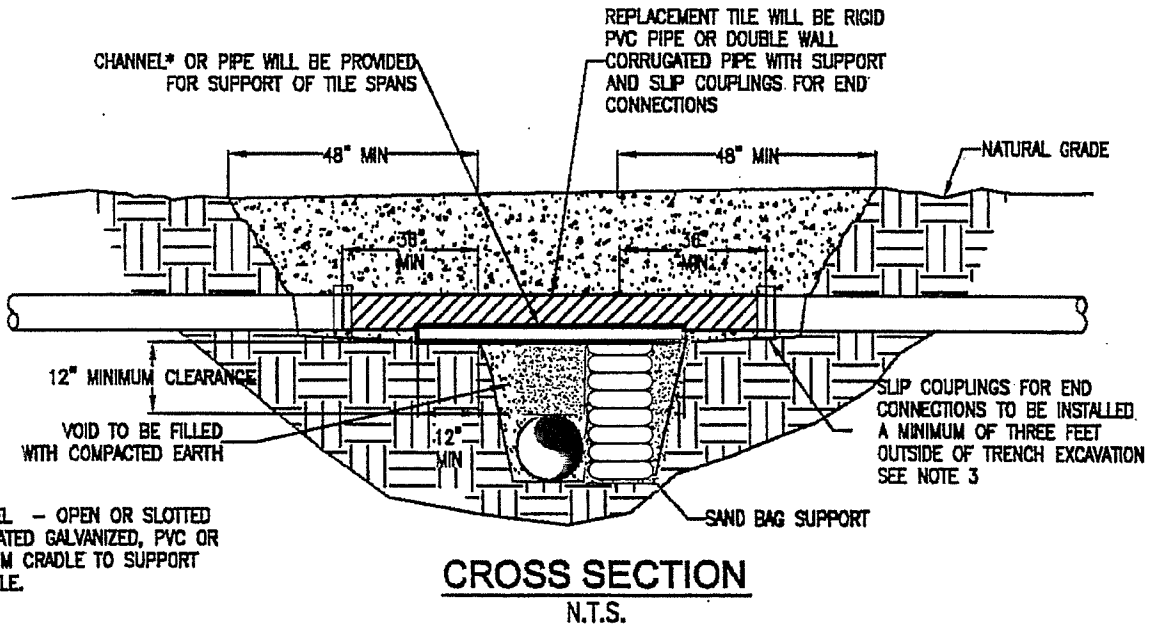 REPLACEMENT TILE WILL BE RIGID
PVC PIPE OR DOUBLE WALL
CORRUGATED PIPE WITH SUPPORT
AND SLIP COUPLINGS FOR END
CONNECTIONS
CHANNEL* OR PIPE WILL BE PROVIDED
FOR SUPPORT OF TILE SPANS
48" MIN
48" MIN
NATURAL GRADE
36"
MIN
36"
MIN
12" MINIMUM CLEARANCE
VOID TO BE FILLED
WITH COMPACTED EARTH
12"
MIN
SLIP COUPLINGS FOR END
CONNECTIONS TO BE INSTALLED
A MINIMUM OF THREE FEET
OUTSIDE OF TRENCH EXCAVATION
SEE NOTE 3
SAND BAG SUPPORT
EL - OPEN OR SLOTTED
ATED GALVANIZED, PVC OR
M CRADLE TO SUPPORT
LE.
CROSS SECTION
N.T.S.